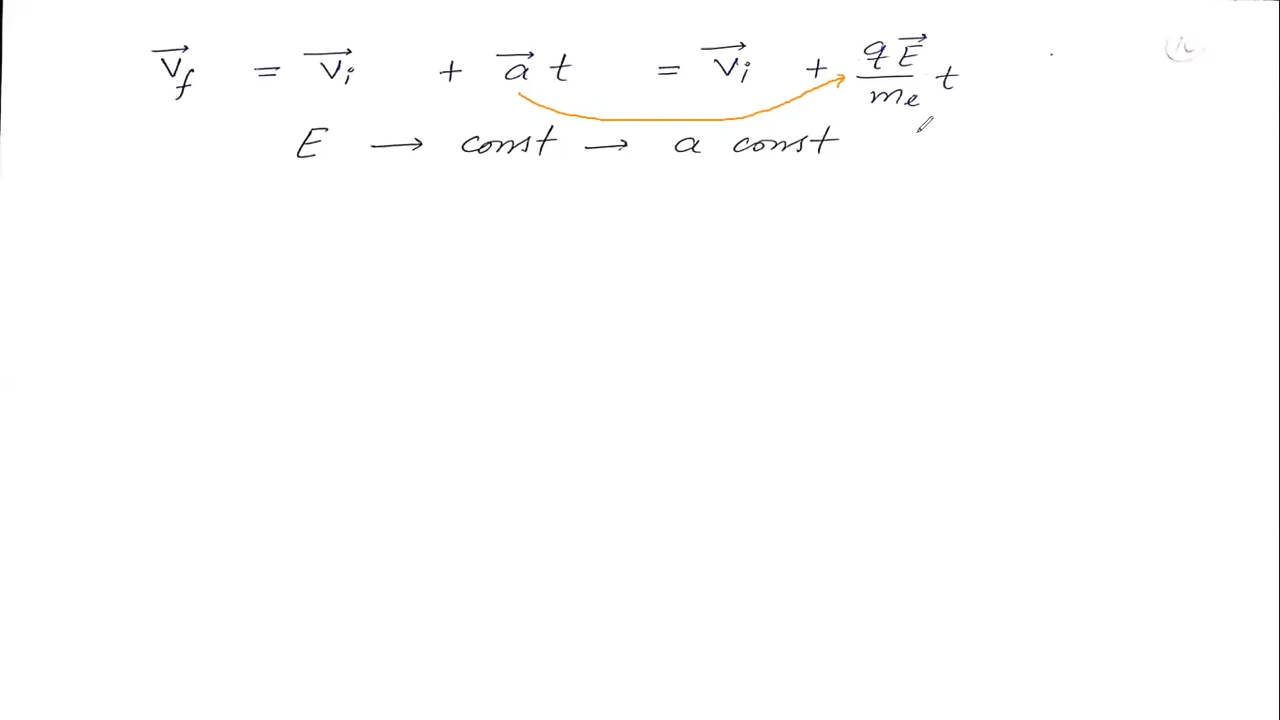 v⃗f = v⃗i + a⃗ t = v⃗i + qE⃗/me t
E → const → a const